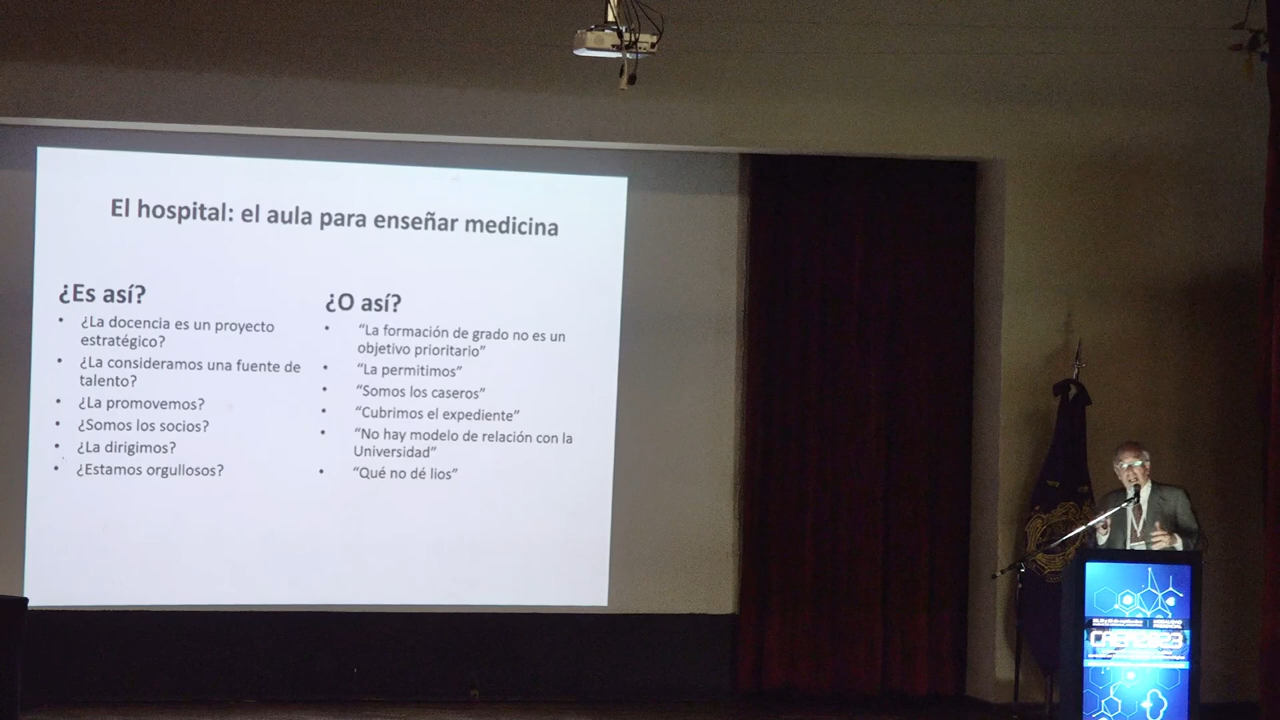 El hospital: el aula para enseñar medicina
¿Es así?
¿La docencia es un proyecto
estratégico?
¿La consideramos una fuente de
talento?
¿La promovemos?
¿Somos los socios?
¿La dirigimos?
¿Estamos orgullosos?
¿O así?
“La formación de grado no es un
objetivo prioritario”
“La permitimos”
“Somos los caseros”
“Cubrimos el expediente”
“No hay modelo de relación con la
Universidad”
“Qué no dé lios”